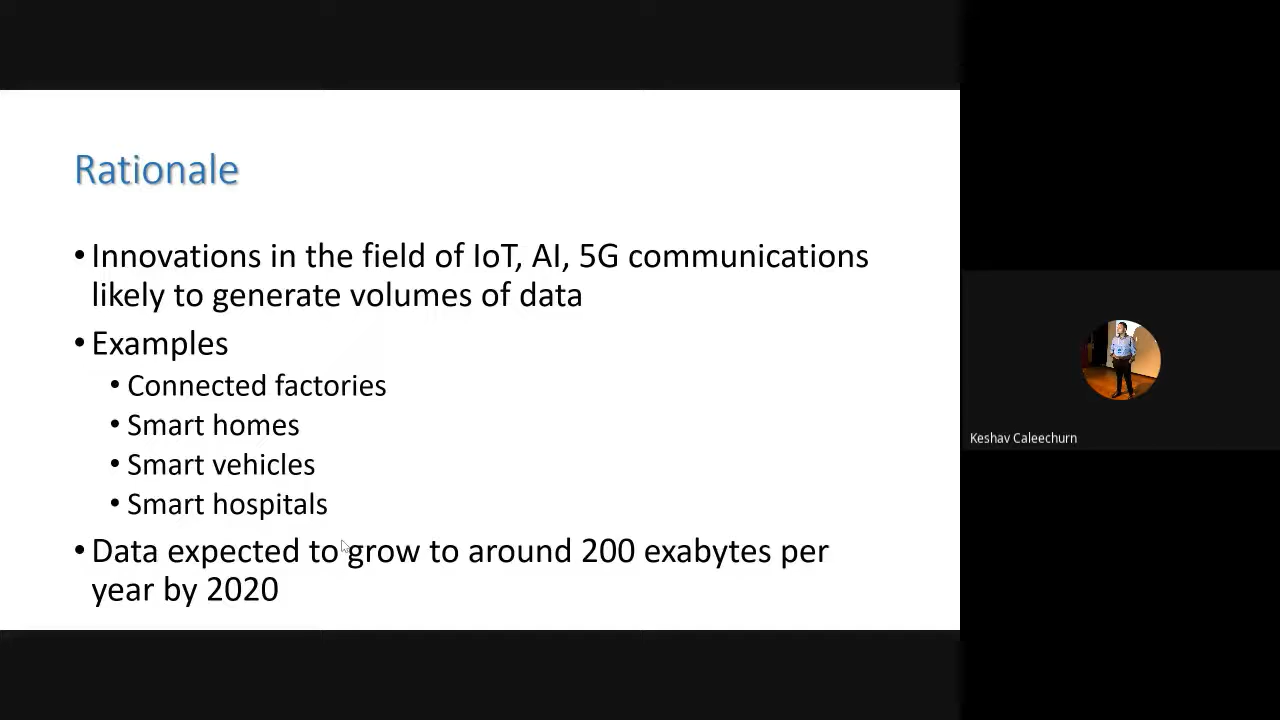 Rationale
• Innovations in the field of IoT, AI, 5G communications
likely to generate volumes of data
• Examples
• Connected factories
• Smart homes
• Smart vehicles
• Smart hospitals
• Data expected to grow to around 200 exabytes per
year by 2020
Keshav Caleechurn